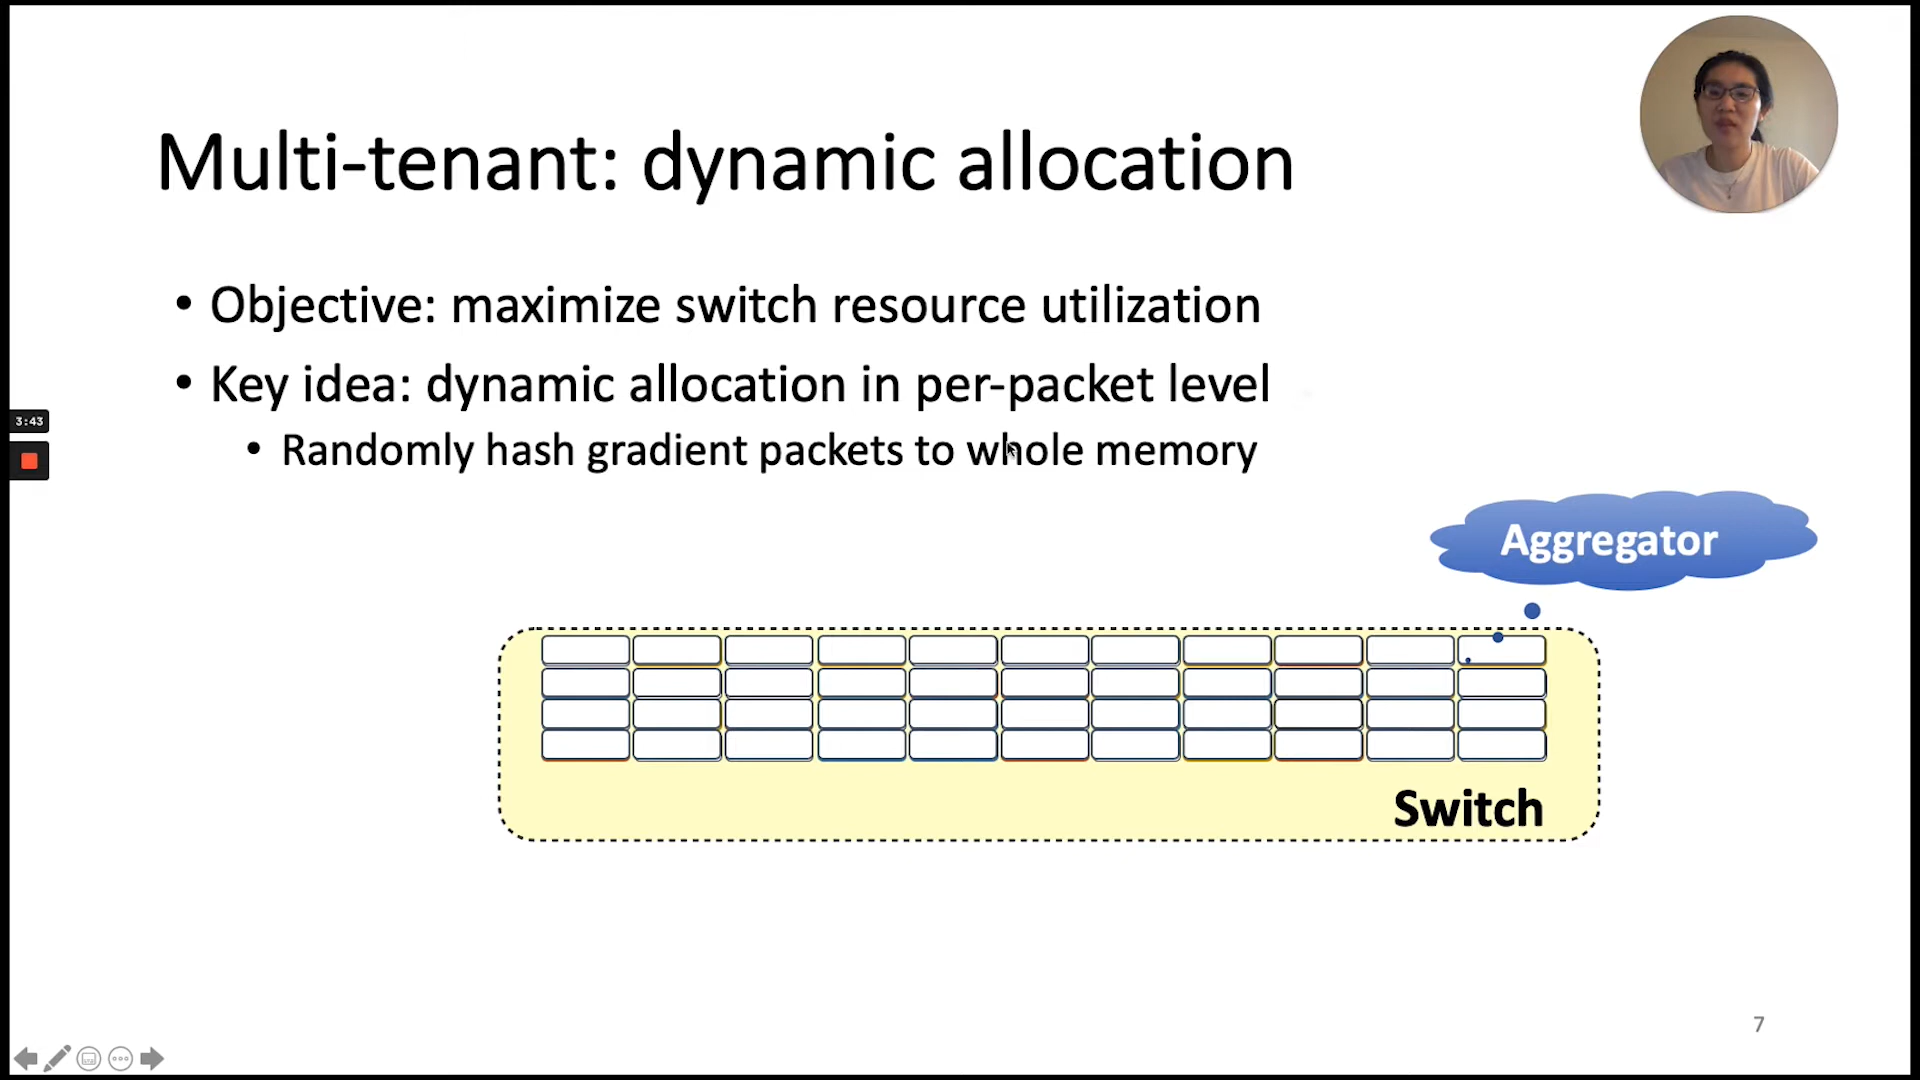 Multi-tenant: dynamic allocation
• Objective: maximize switch resource utilization
• Key idea: dynamic allocation in per-packet level
• Randomly hash gradient packets to whole memory
3:43
Aggregator
Switch
7